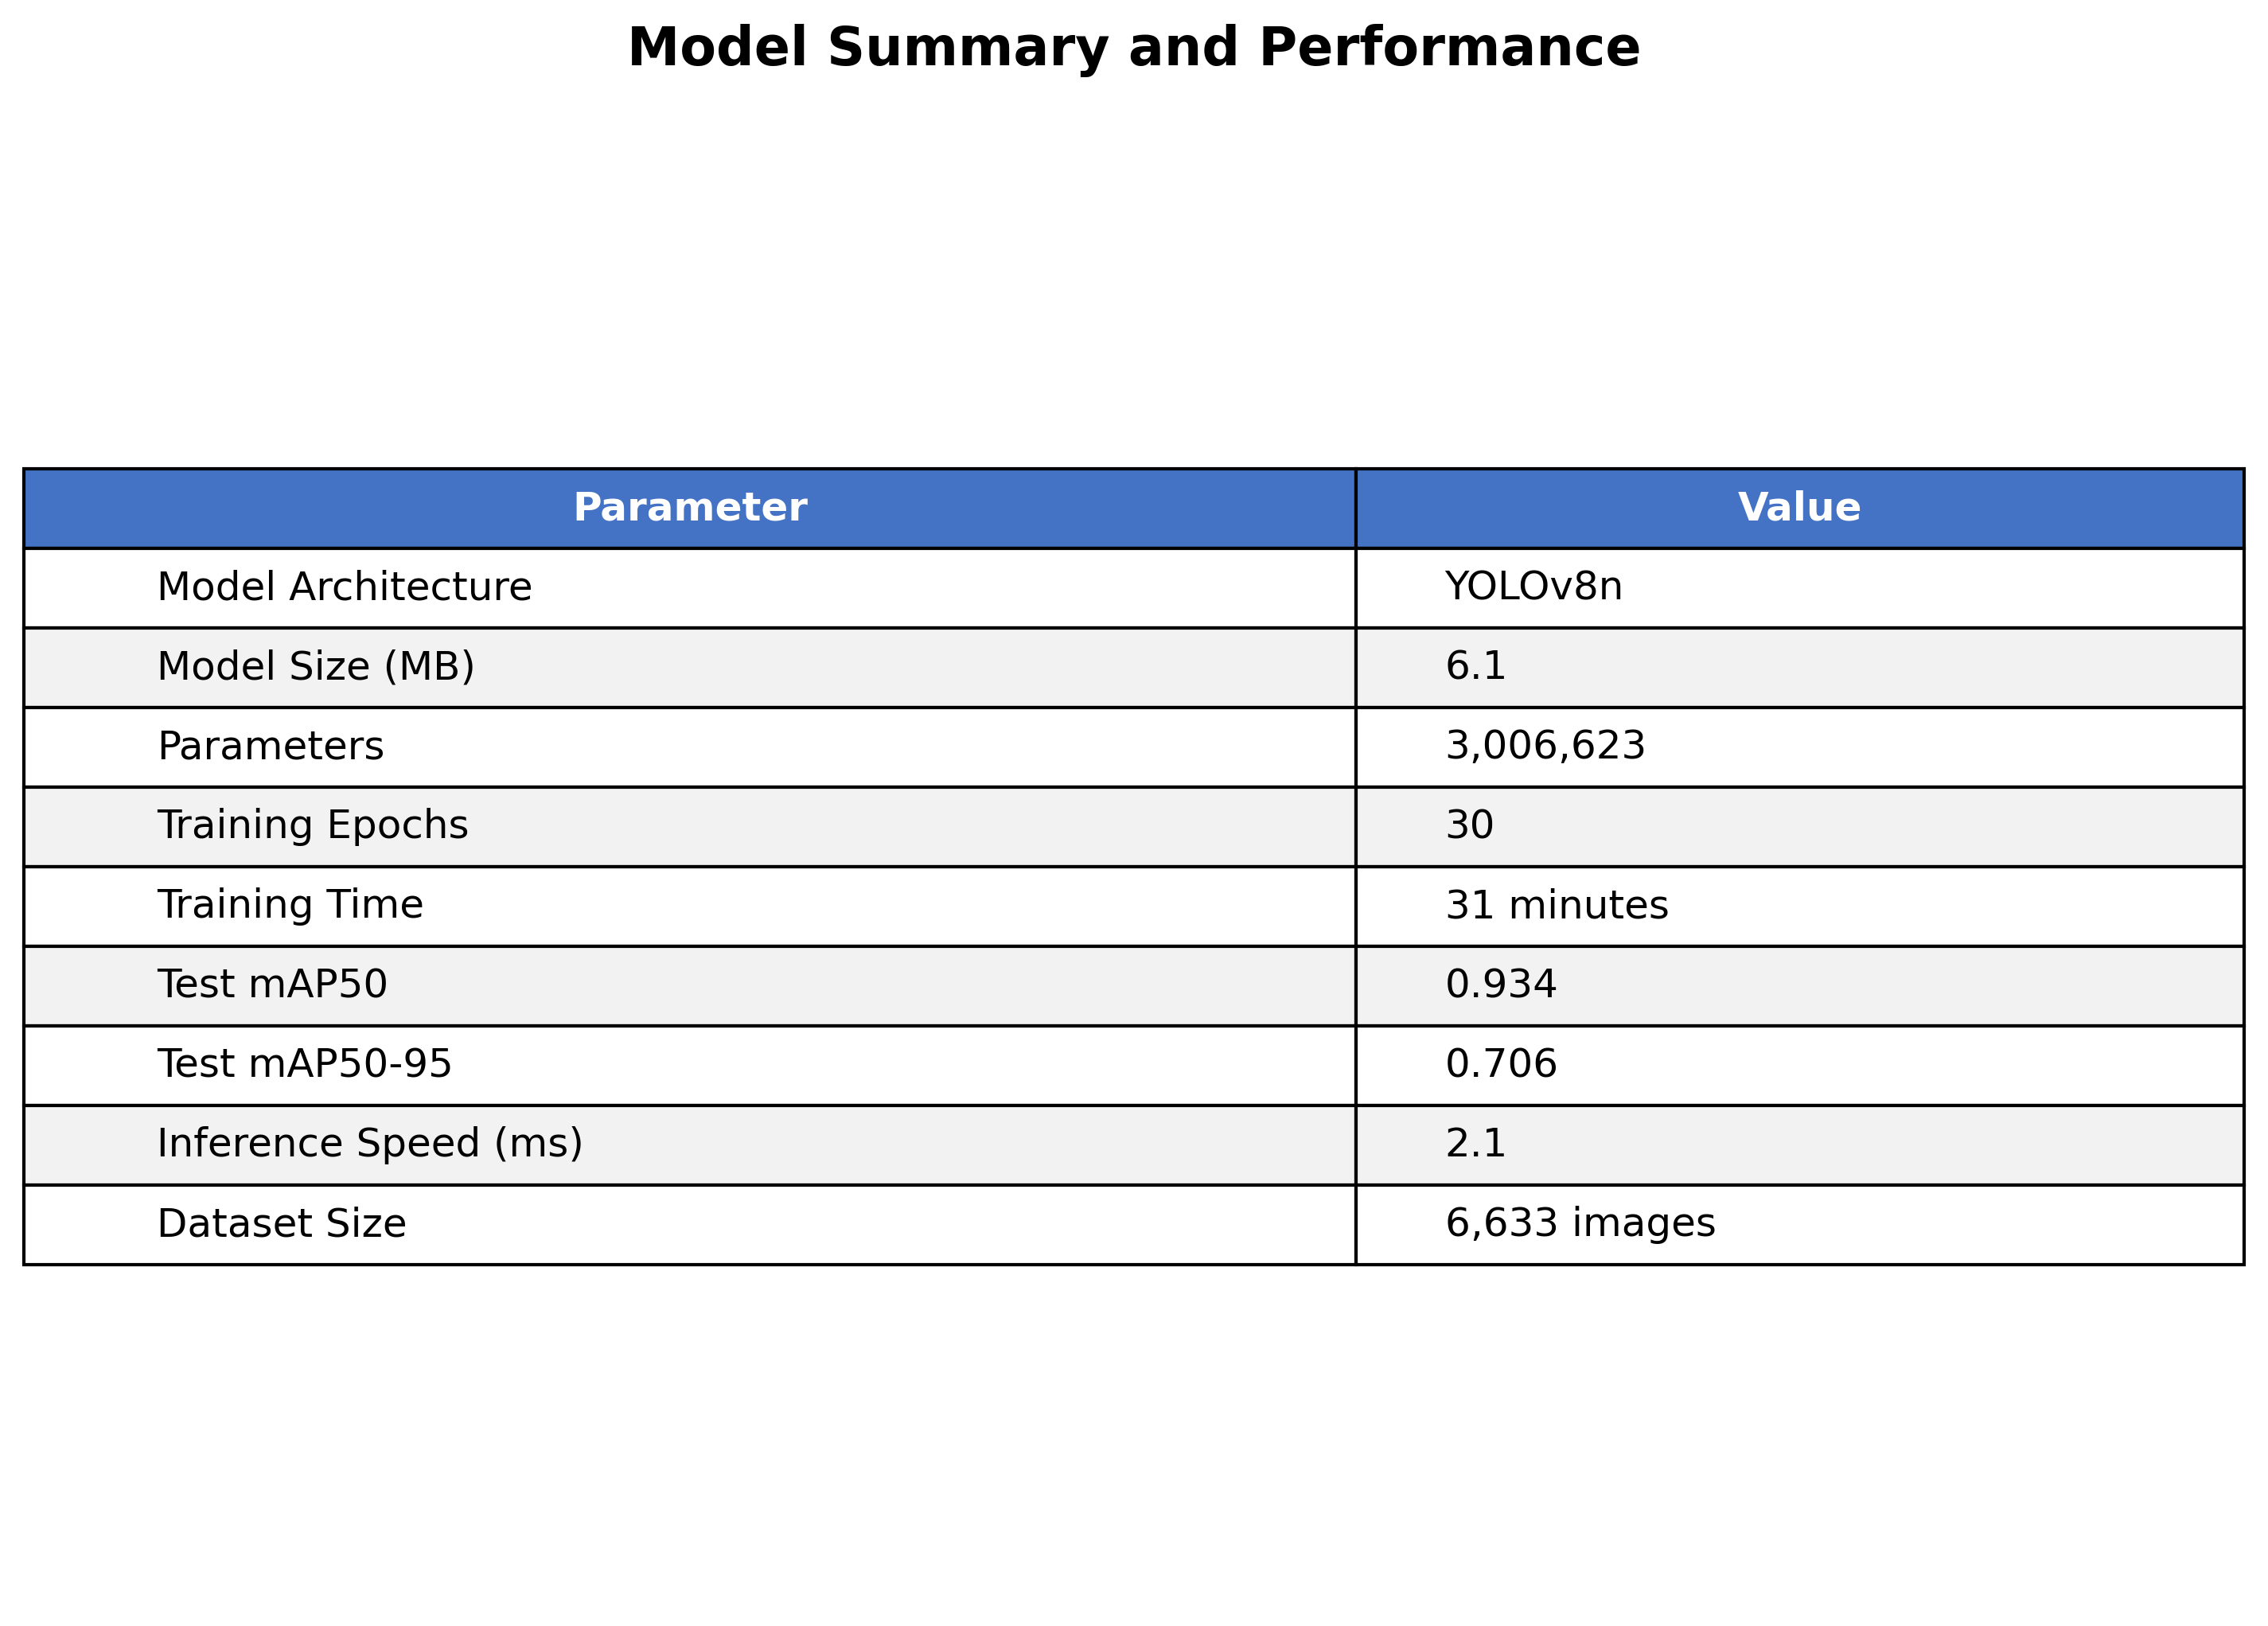 Model Summary and Performance
Parameter Value
Model Architecture YOLOv8n
Model Size (MB) 6.1
Parameters 3,006,623
Training Epochs 30
Training Time 31 minutes
Test mAP50 0.934
Test mAP50-95 0.706
Inference Speed (ms) 2.1
Dataset Size 6,633 images